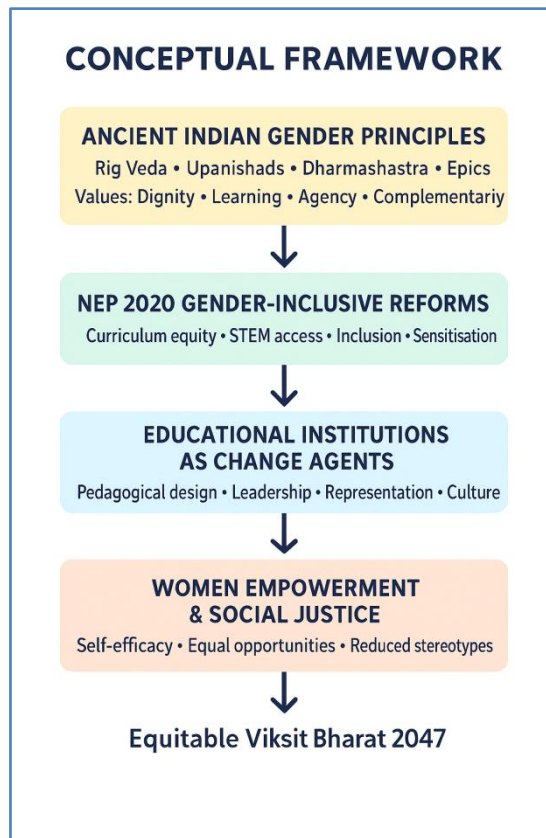 CONCEPTUAL FRAMEWORK
ANCIENT INDIAN GENDER PRINCIPLES
Rig Veda • Upanishads • Dharmashastra • Epics
Values: Dignity • Learning • Agency • Complementariy
NEP 2020 GENDER-INCLUSIVE REFORMS
Curriculum equity • STEM access • Inclusion • Sensitisation
EDUCATIONAL INSTITUTIONS
AS CHANGE AGENTS
Pedagogical design • Leadership • Representation • Culture
WOMEN EMPOWERMENT
& SOCIAL JUSTICE
Self-efficacy • Equal opportunities • Reduced stereotypes
Equitable Viksit Bharat 2047